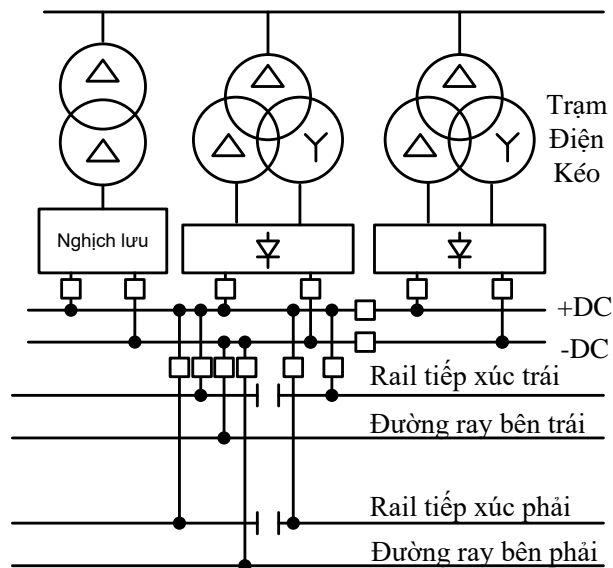 Trạm
Điện
Kéo
Nghịch lưu
+DC
-DC
Rail tiếp xúc trái
Đường ray bên trái
Rail tiếp xúc phải
Đường ray bên phải